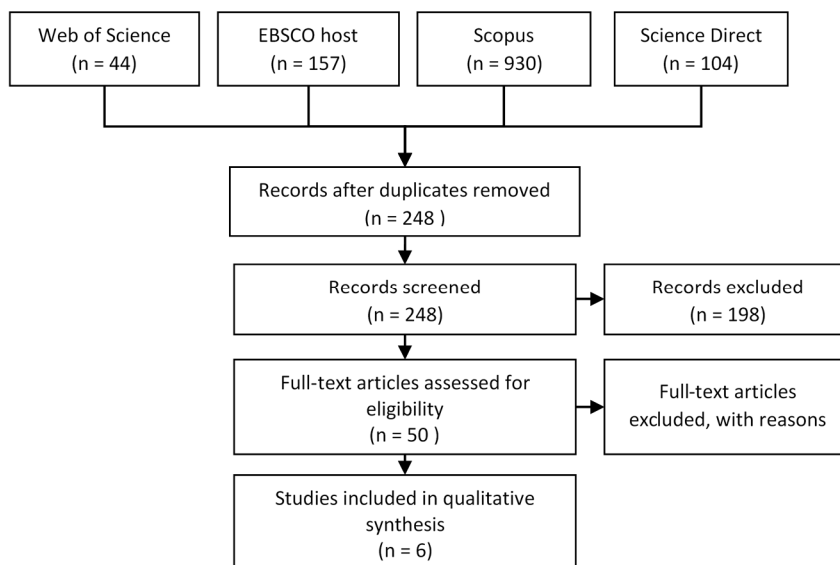 Web of Science
(n = 44)
EBSCO host
(n = 157)
Scopus
(n = 930)
Science Direct
(n = 104)
Records after duplicates removed
(n = 248 )
Records screened
(n = 248)
Records excluded
(n = 198)
Full-text articles assessed for
eligibility
(n = 50 )
Full-text articles
excluded, with reasons
Studies included in qualitative
synthesis
(n = 6)